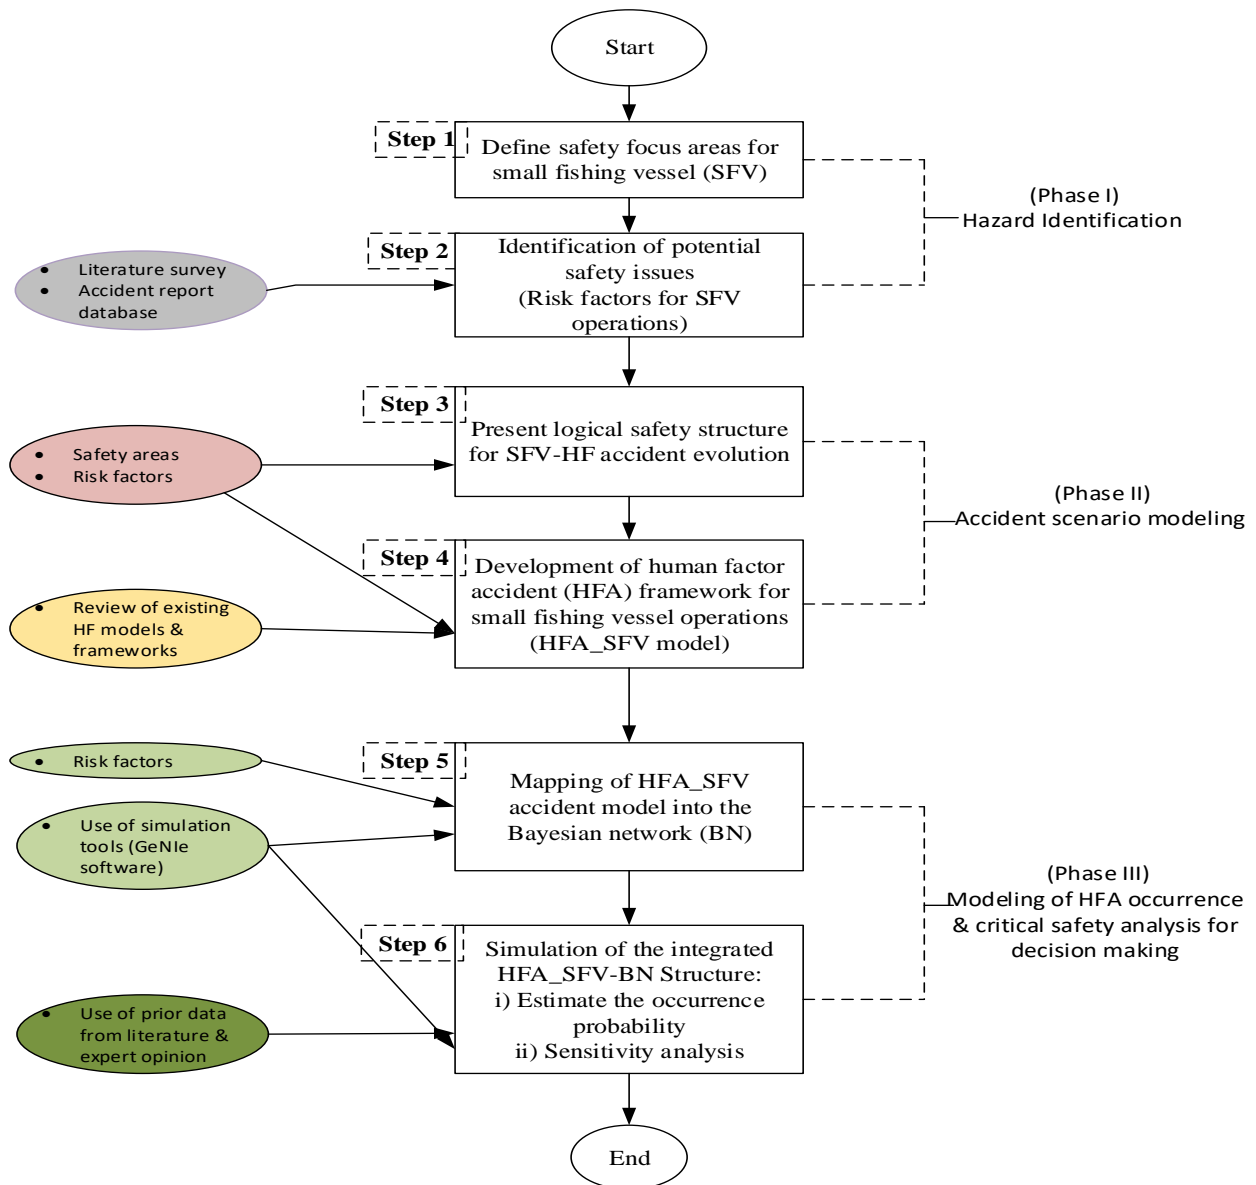 Start
Step 1
Define safety focus areas for
small fishing vessel (SFV)
(Phase I)
Hazard Identification
Step 2
Identification of potential
safety issues
(Risk factors for SFV
operations)
• Literature survey
• Accident report
database
Step 3
Present logical safety structure
for SFV-HF accident evolution
• Safety areas
• Risk factors
(Phase II)
Accident scenario modeling
Step 4
Development of human factor
accident (HFA) framework for
small fishing vessel operations
(HFA_SFV model)
• Review of existing
HF models &
frameworks
Step 5
Mapping of HFA_SFV
accident model into the
Bayesian network (BN)
• Risk factors
• Use of simulation
tools (GeNIe
software)
(Phase III)
Modeling of HFA occurrence
& critical safety analysis for
decision making
Step 6
Simulation of the integrated
HFA_SFV-BN Structure:
i) Estimate the occurrence
probability
ii) Sensitivity analysis
• Use of prior data
from literature &
expert opinion
End